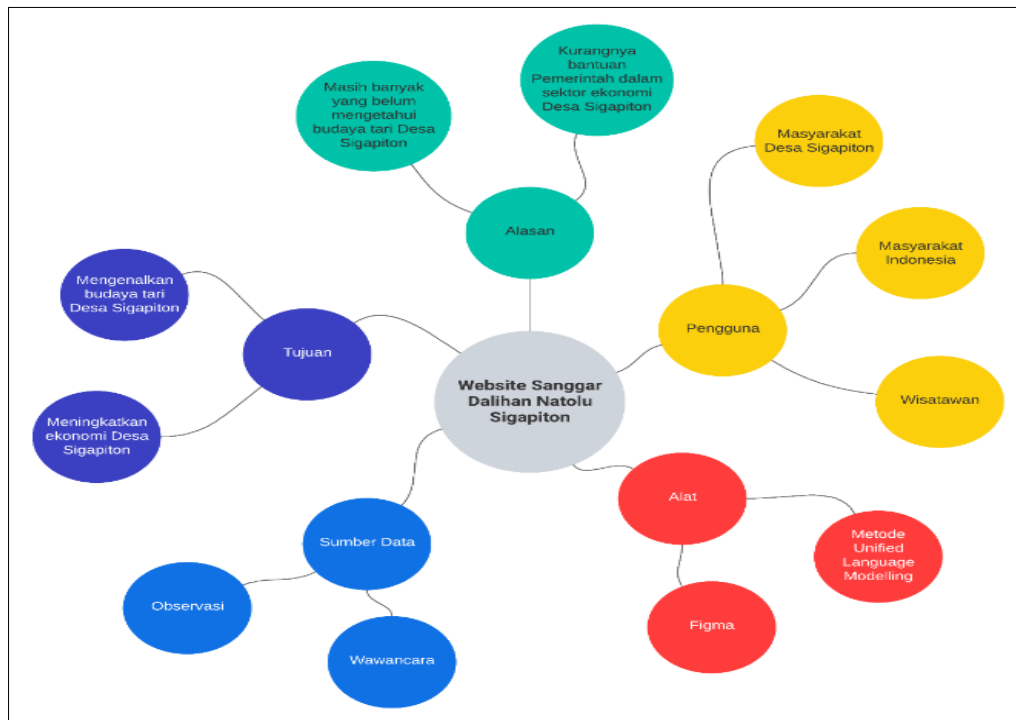 Kurangnya
bantuan
Pemerintah dalam
sektor ekonomi
Desa Sigapiton
Masih banyak
yang belum
mengetahui
budaya tari Desa
Sigapiton
Alasan
Masyarakat
Desa Sigapiton
Masyarakat
Indonesia
Pengguna
Wisatawan
Mengenalkan
budaya tari
Desa Sigapiton
Tujuan
Meningkatkan
ekonomi Desa
Sigapiton
Website Sanggar
Dalihan Natolu
Sigapiton
Sumber Data
Observasi
Wawancara
Alat
Metode
Unified
Language
Modelling
Figma